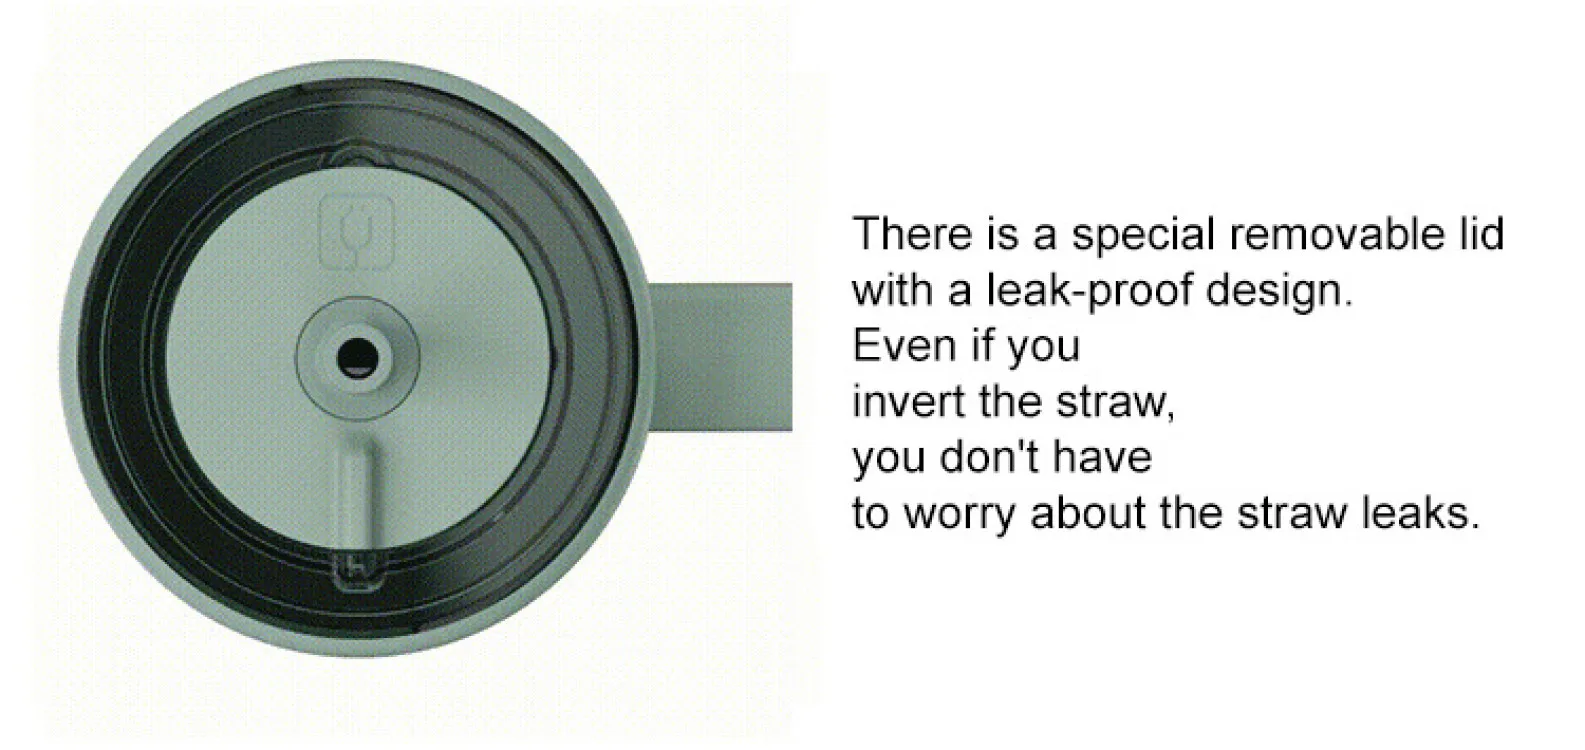 There is a special removable lid
with a leak-proof design.
Even if you
invert the straw,
you don't have
to worry about the straw leaks.